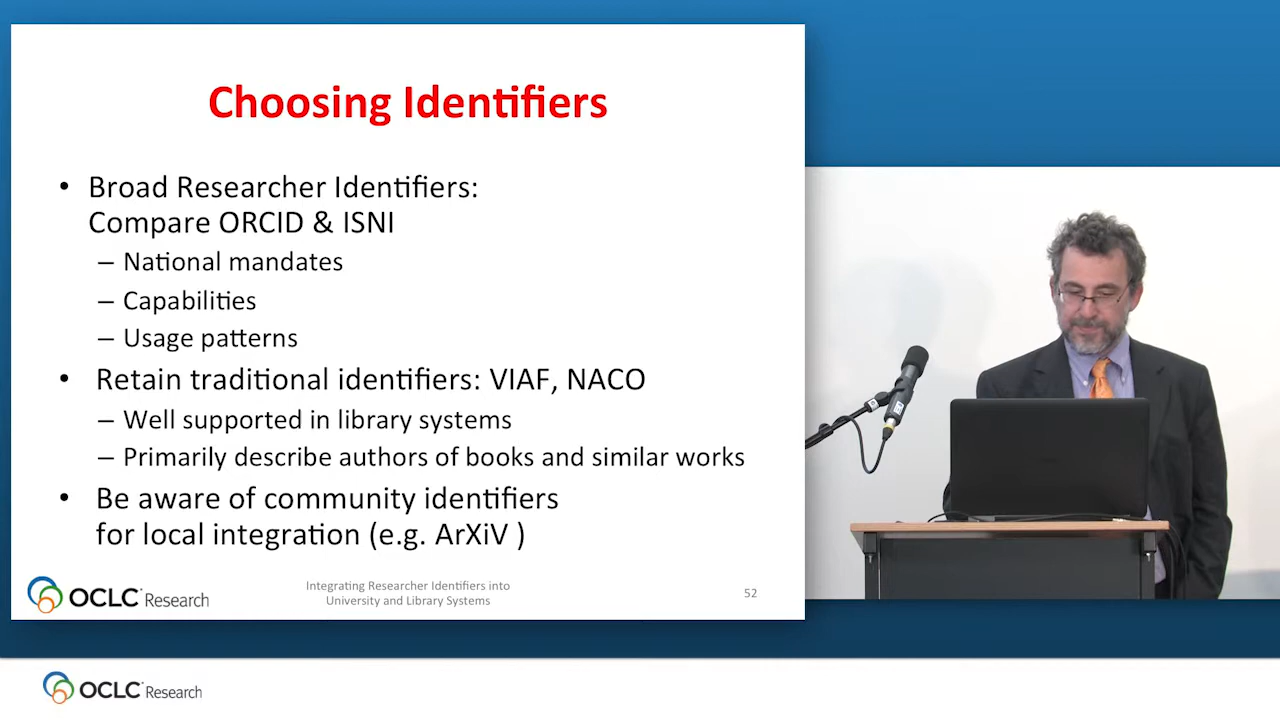 Choosing Identifiers
• Broad Researcher Identifiers:
Compare ORCID & ISNI
– National mandates
– Capabilities
– Usage patterns
• Retain traditional identifiers: VIAF, NACO
– Well supported in library systems
– Primarily describe authors of books and similar works
• Be aware of community identifiers
for local integration (e.g. ArXiV )
OCLC Research
Integrating Researcher Identifiers into
University and Library Systems
52
OCLC Research